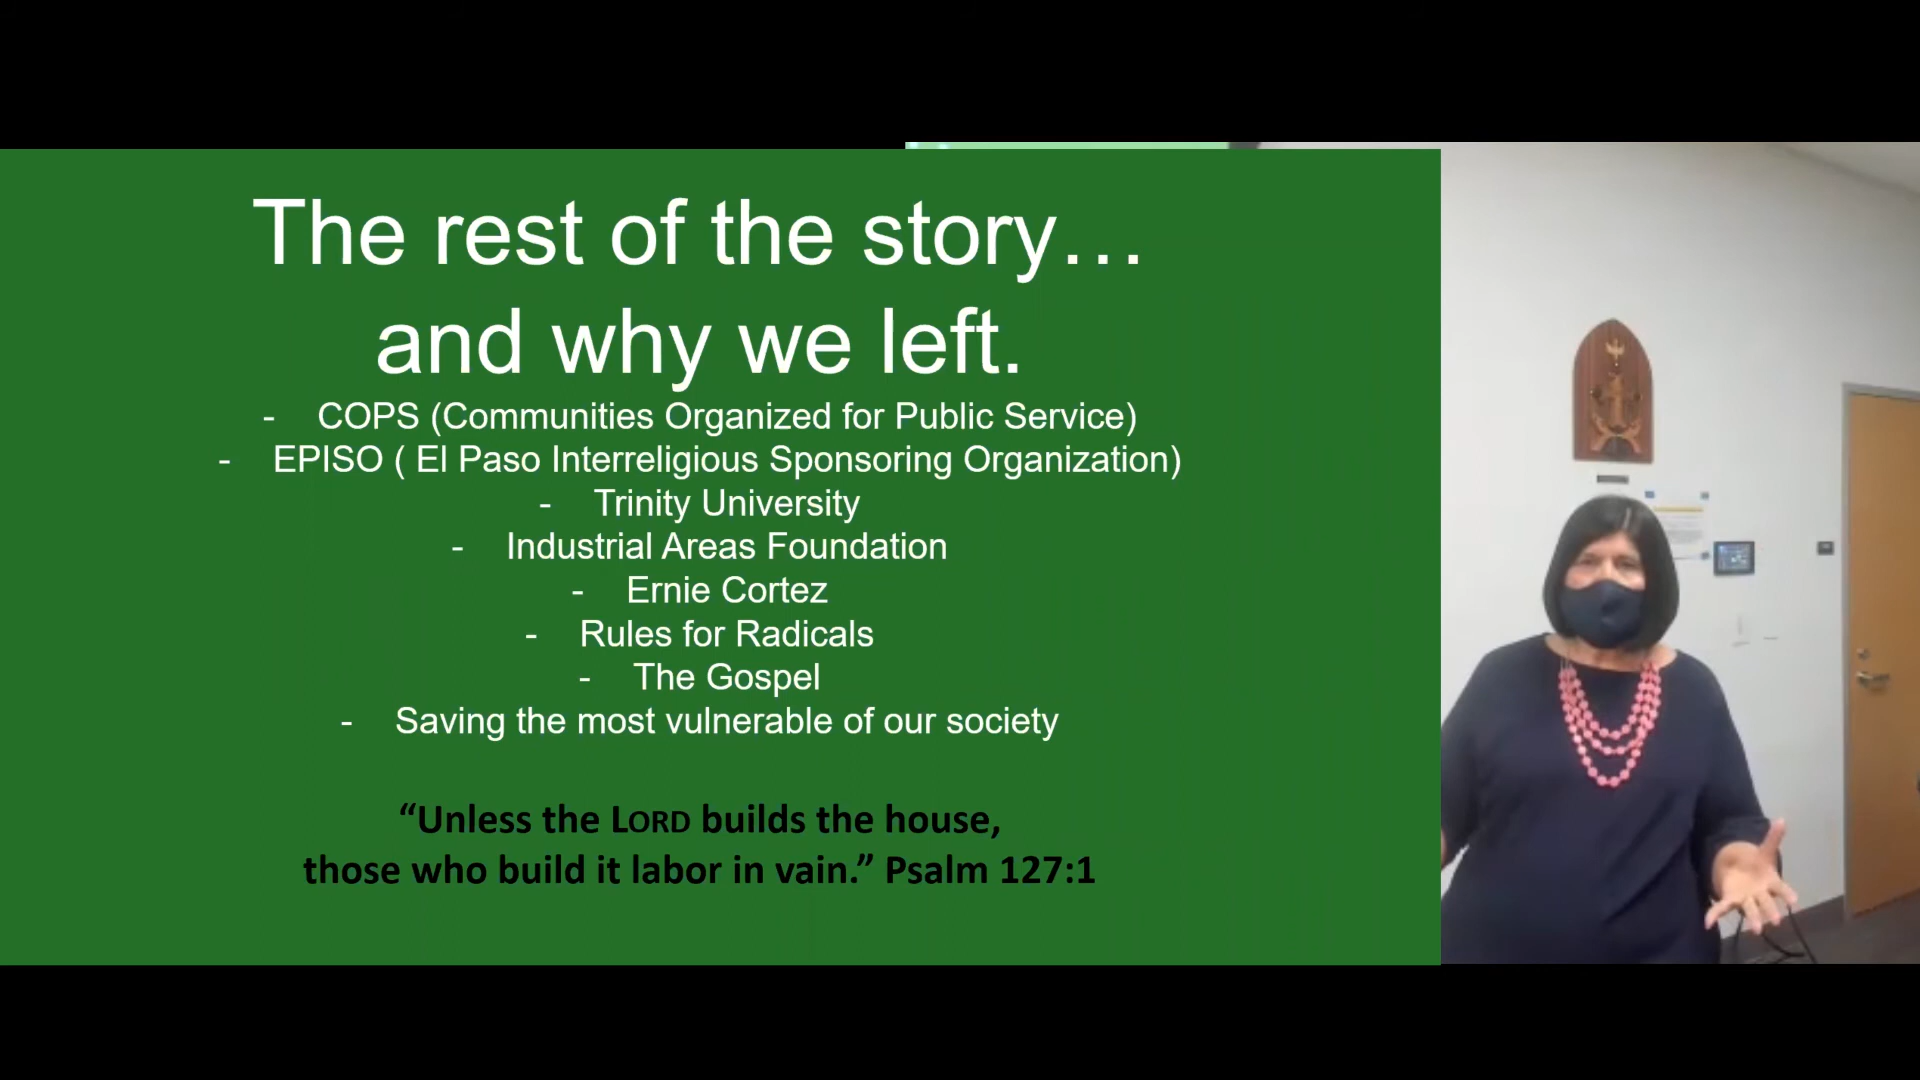 The rest of the story…
and why we left.
- COPS (Communities Organized for Public Service)
- EPISO ( El Paso Interreligious Sponsoring Organization)
- Trinity University
- Industrial Areas Foundation
- Ernie Cortez
- Rules for Radicals
- The Gospel
- Saving the most vulnerable of our society
“Unless the LORD builds the house,
those who build it labor in vain.” Psalm 127:1